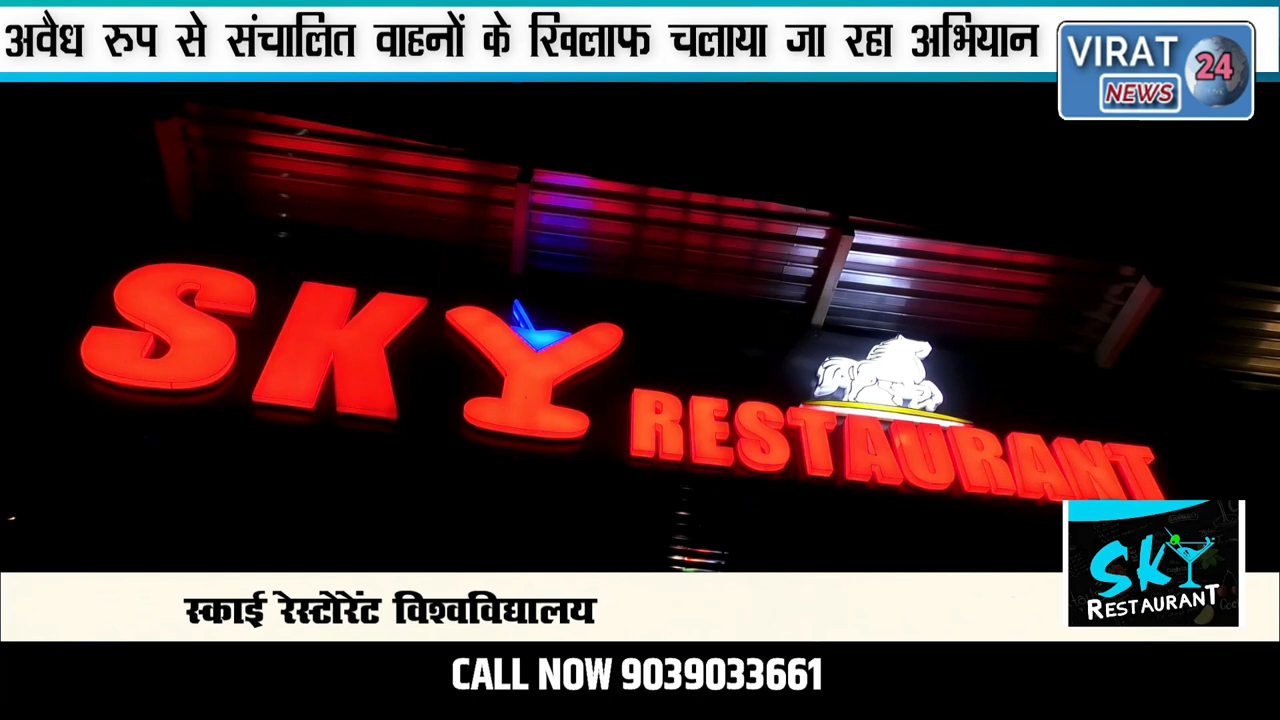 अवैध रुप से संचालित वाहनों के खिलाफ चलाया जा रहा अभियान
VIRAT
24
NEWS
SKY RESTAURANT
SKY
RESTAURANT
स्काई रेस्टोरेंट विश्वविद्यालय
CALL NOW 9039033661